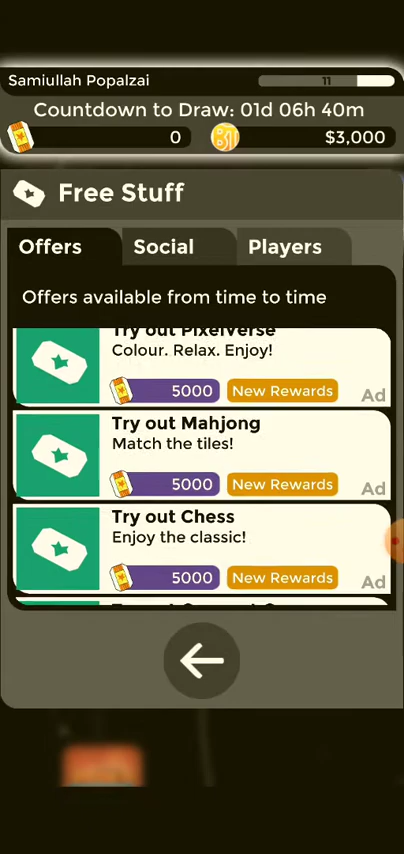 Samiullah Popalzai
11
Countdown to Draw: 01d 06h 40m
0
$3,000
Free Stuff
Offers
Social
Players
Offers available from time to time
Try out PixelVerse
Colour. Relax. Enjoy!
5000
New Rewards
Ad
Try out Mahjong
Match the tiles!
5000
New Rewards
Ad
Try out Chess
Enjoy the classic!
5000
New Rewards
Ad